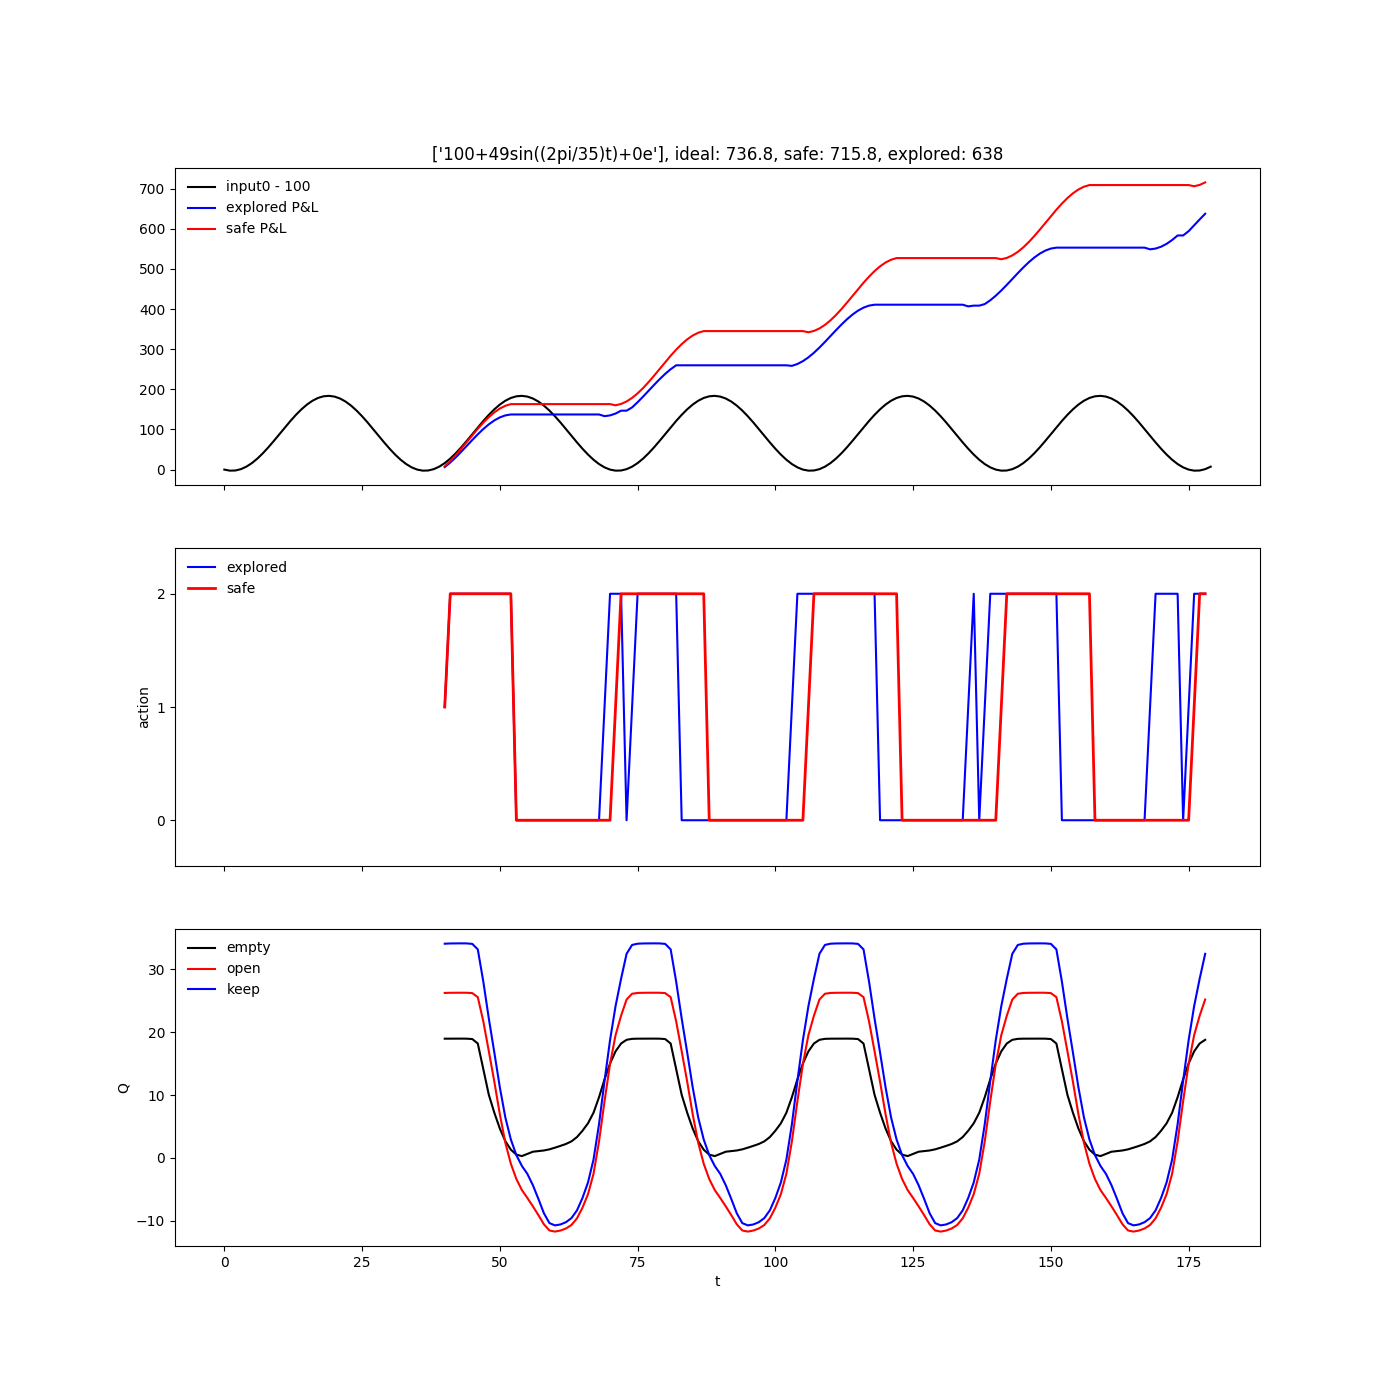 ['100+49sin((2pi/35)t)+0e'], ideal: 736.8, safe: 715.8, explored: 638
input0 - 100
explored P&L
safe P&L
700
600
500
400
300
200
100
0
explored
safe
2
1
0
action
empty
open
keep
30
20
10
0
−10
Q
0 25 50 75 100 125 150 175
t